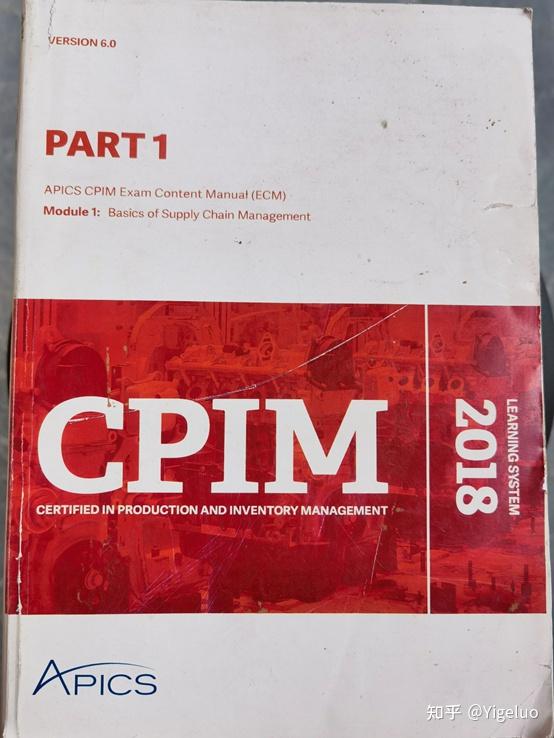 VERSION 6.0
PART 1
APICS CPIM Exam Content Manual (ECM)
Module 1: Basics of Supply Chain Management
CPIM
CERTIFIED IN PRODUCTION AND INVENTORY MANAGEMENT
LEARNING SYSTEM
2018
APICS
知乎 @Yigeluo